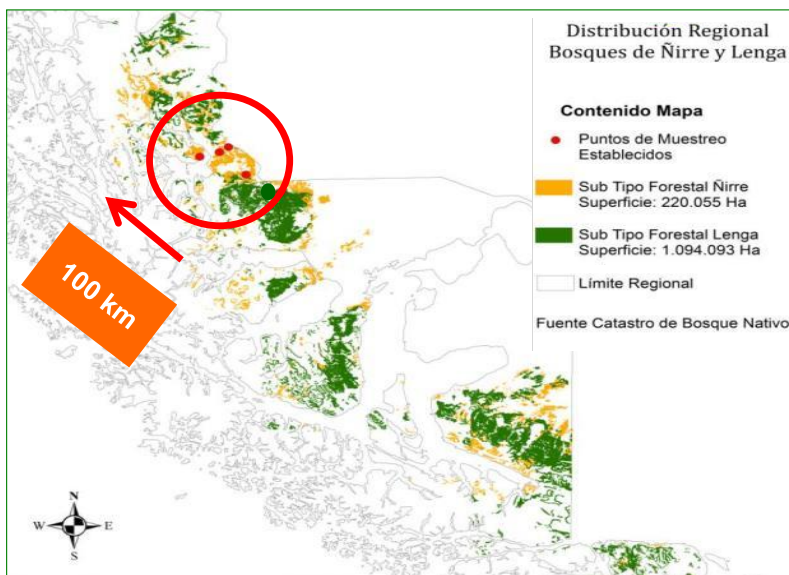 Distribución Regional
Bosques de Ñirre y Lenga
Contenido Mapa
Puntos de Muestreo
Establecidos
Sub Tipo Forestal Ñirre
Superficie: 220.055 Ha
Sub Tipo Forestal Lenga
Superficie: 1.094.093 Ha
Límite Regional
Fuente Catastro de Bosque Nativo
100 km
N
W E
S